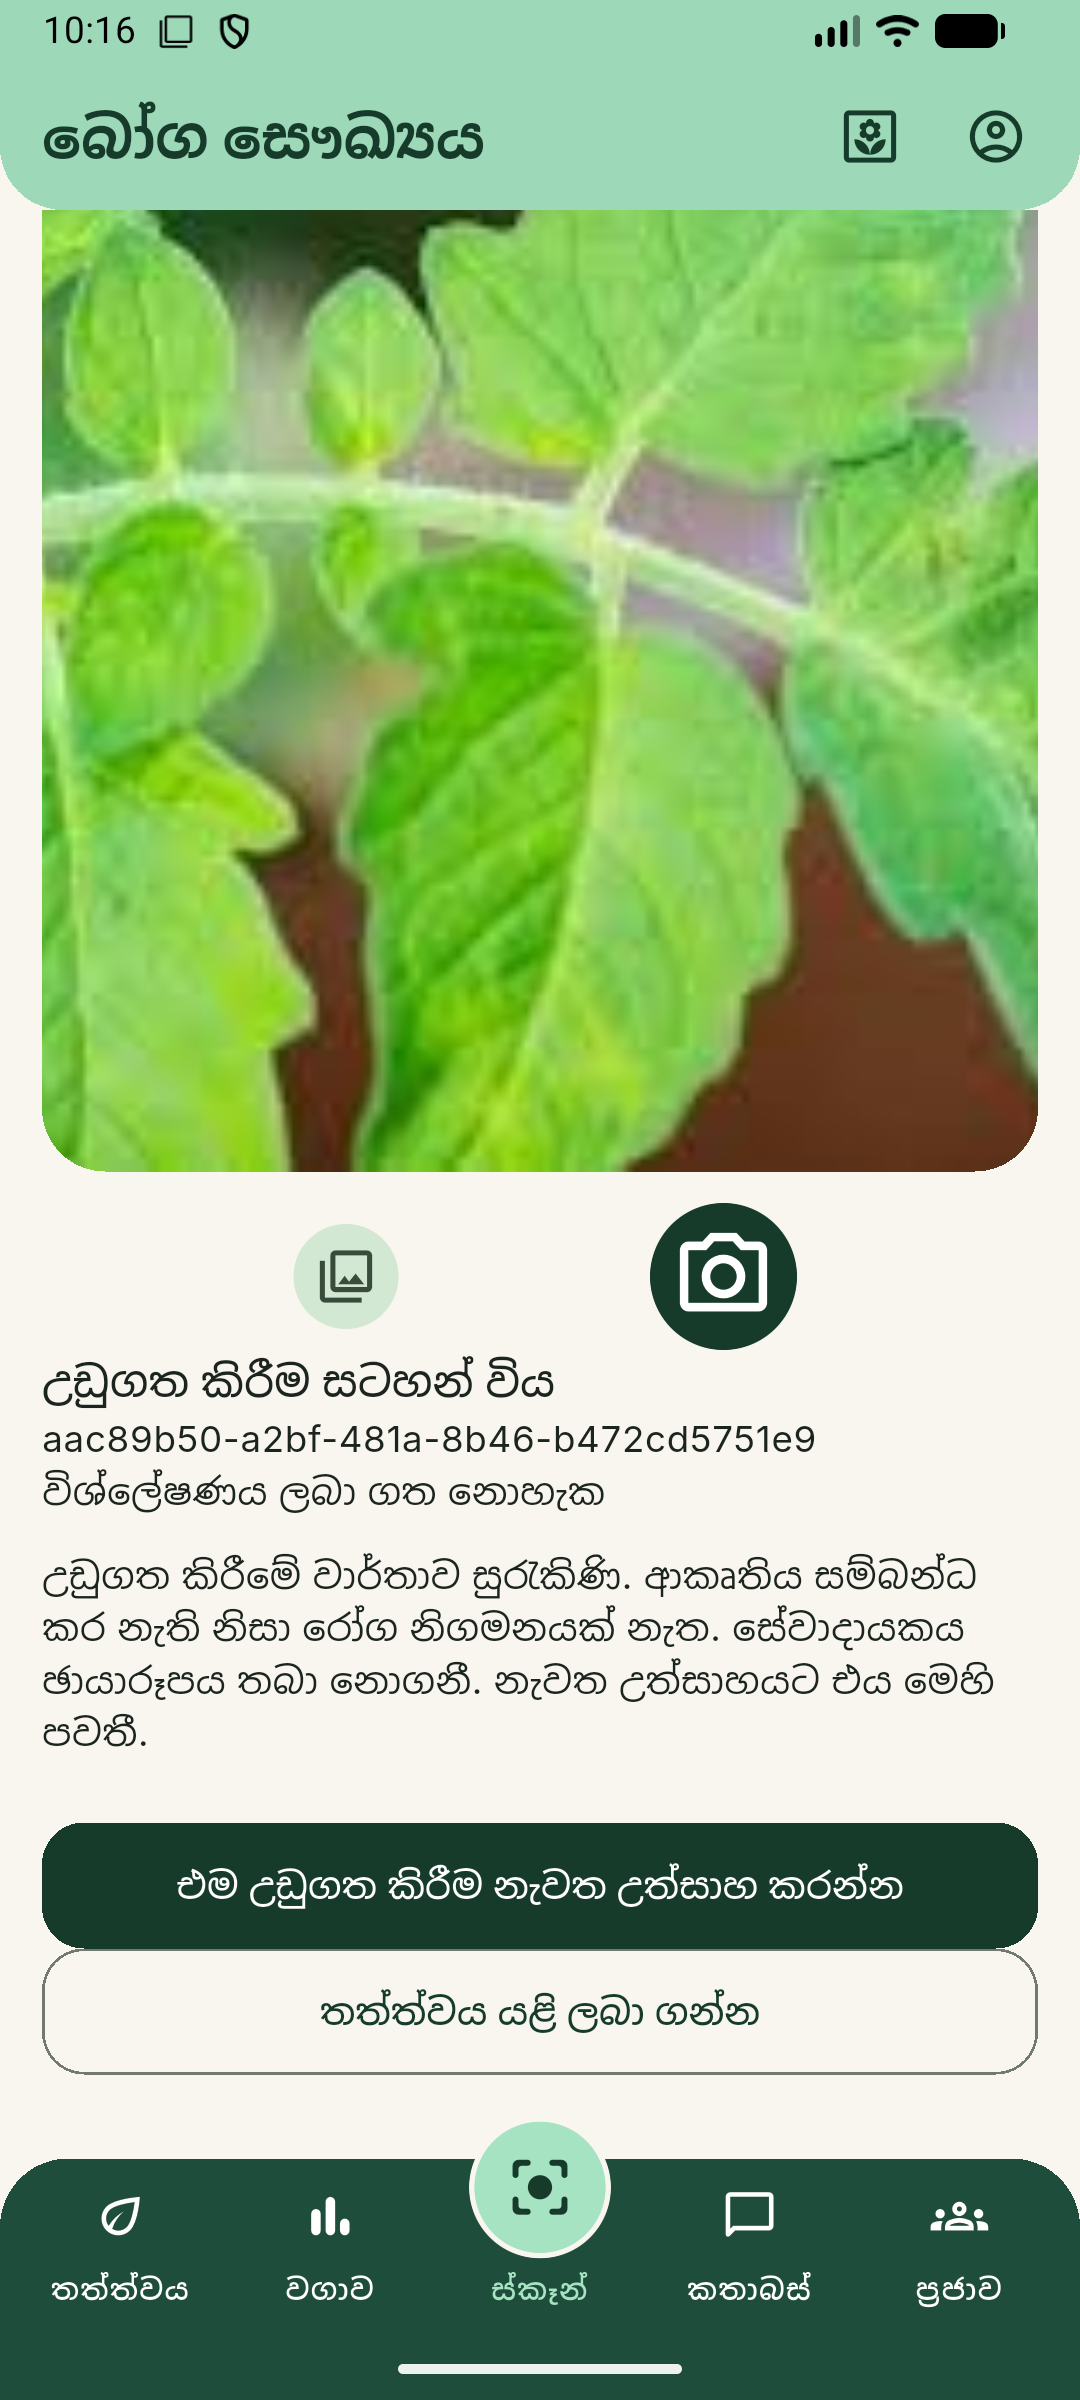 10:16
බෝග සෞඛ්‍යය
උඩුගත කිරීම සටහන් විය
aac89b50-a2bf-481a-8b46-b472cd5751e9
විශ්ලේෂණය ලබා ගත නොහැක
උඩුගත කිරීමේ වාර්තාව සුරැකිණි. ආකෘතිය සම්බන්ධ
කර නැති නිසා රෝග නිගමනයක් නැත. සේවාදායකය
ඡායාරූපය තබා නොගනී. නැවත උත්සාහයට එය මෙහි
පවතී.
එම උඩුගත කිරීම නැවත උත්සාහ කරන්න
තත්ත්වය යළි ලබා ගන්න
තත්ත්වය
වගාව
ස්කෑන්
කතාබස්
ප්‍රජාව